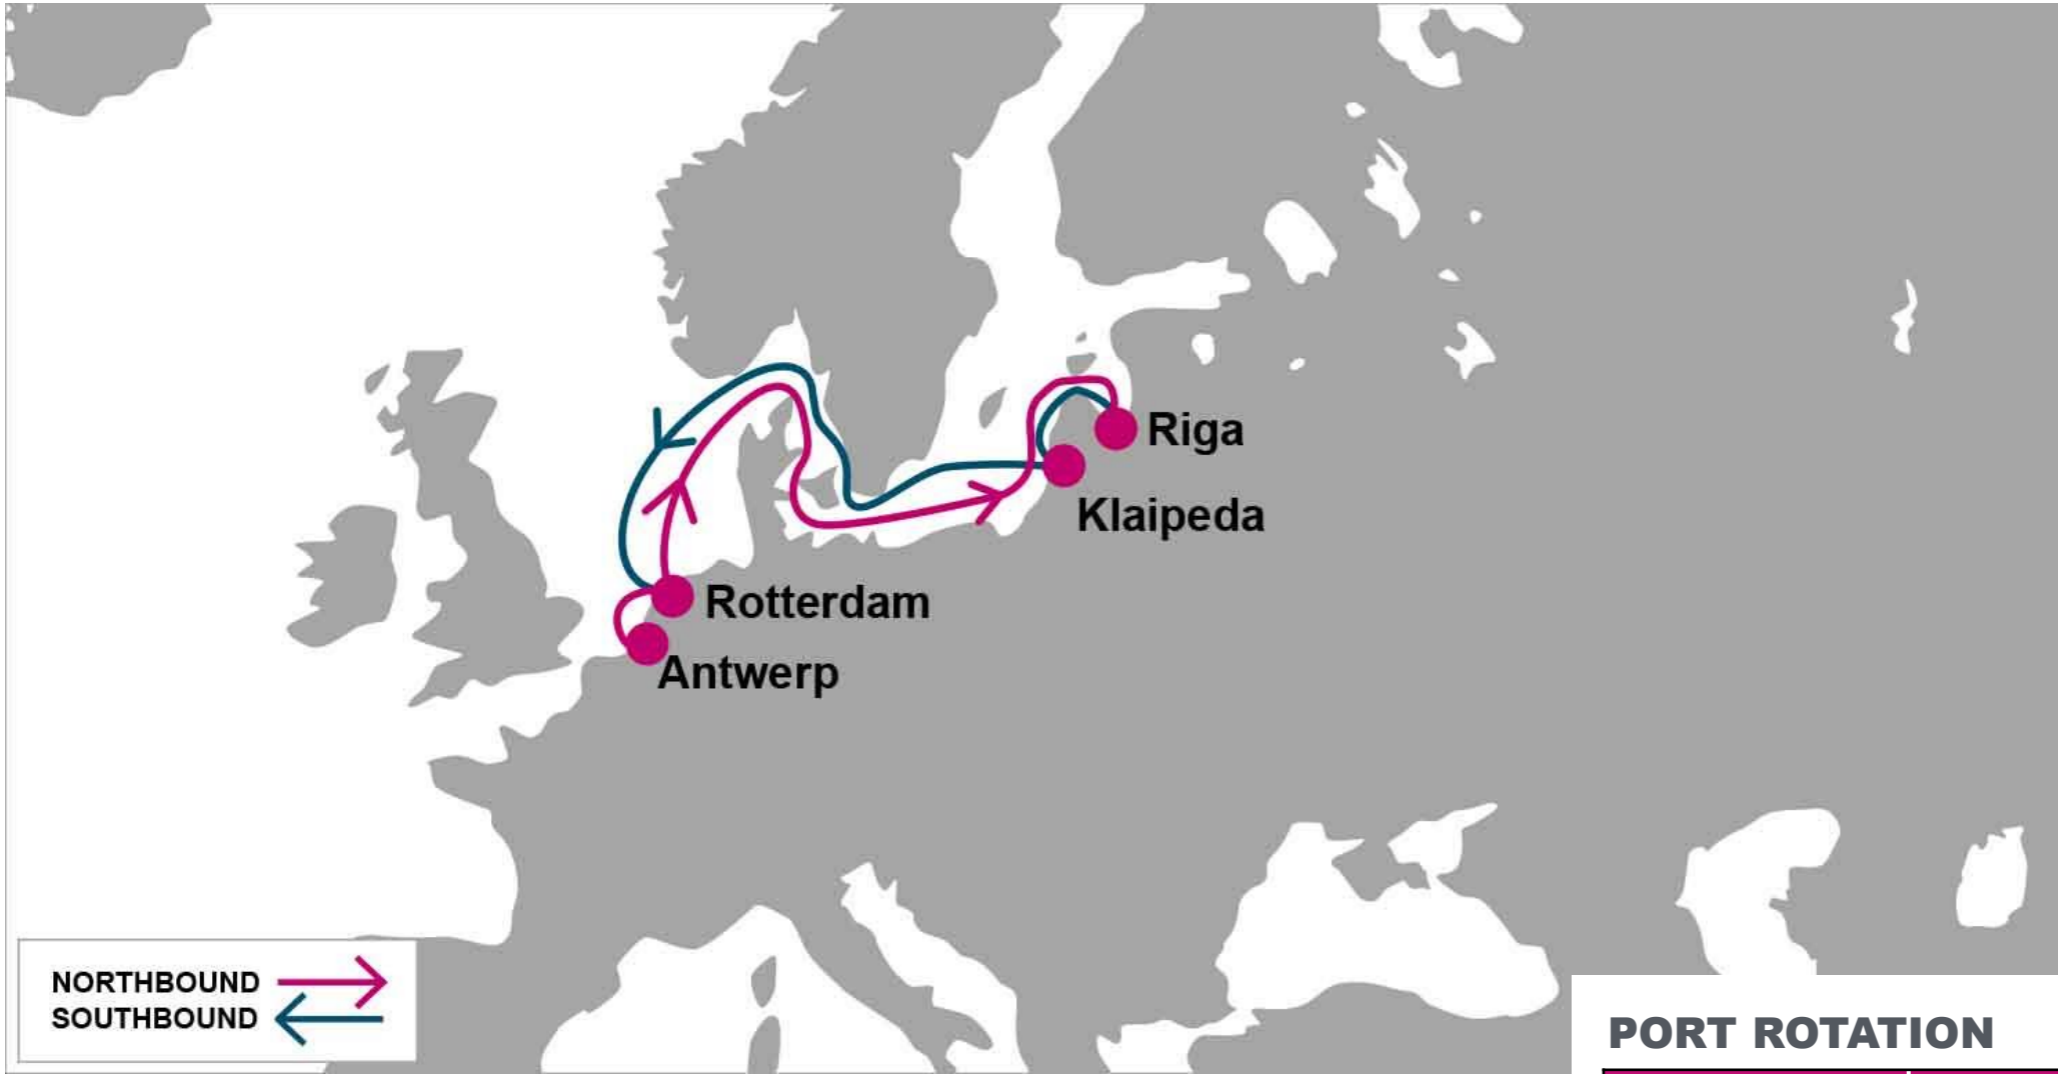 Riga
Klaipeda
Rotterdam
Antwerp
NORTHBOUND
SOUTHBOUND
PORT ROTATION